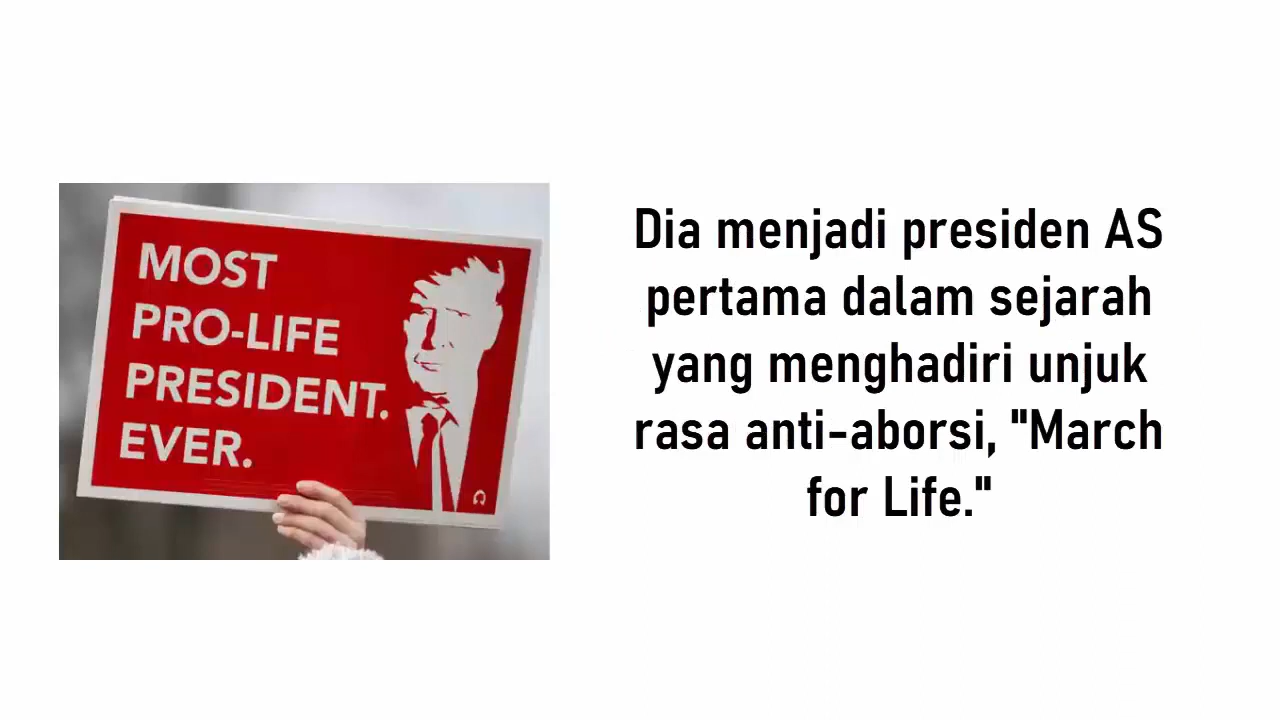 MOST
PRO-LIFE
PRESIDENT.
EVER.
Dia menjadi presiden AS
pertama dalam sejarah
yang menghadiri unjuk
rasa anti-aborsi, "March
for Life."